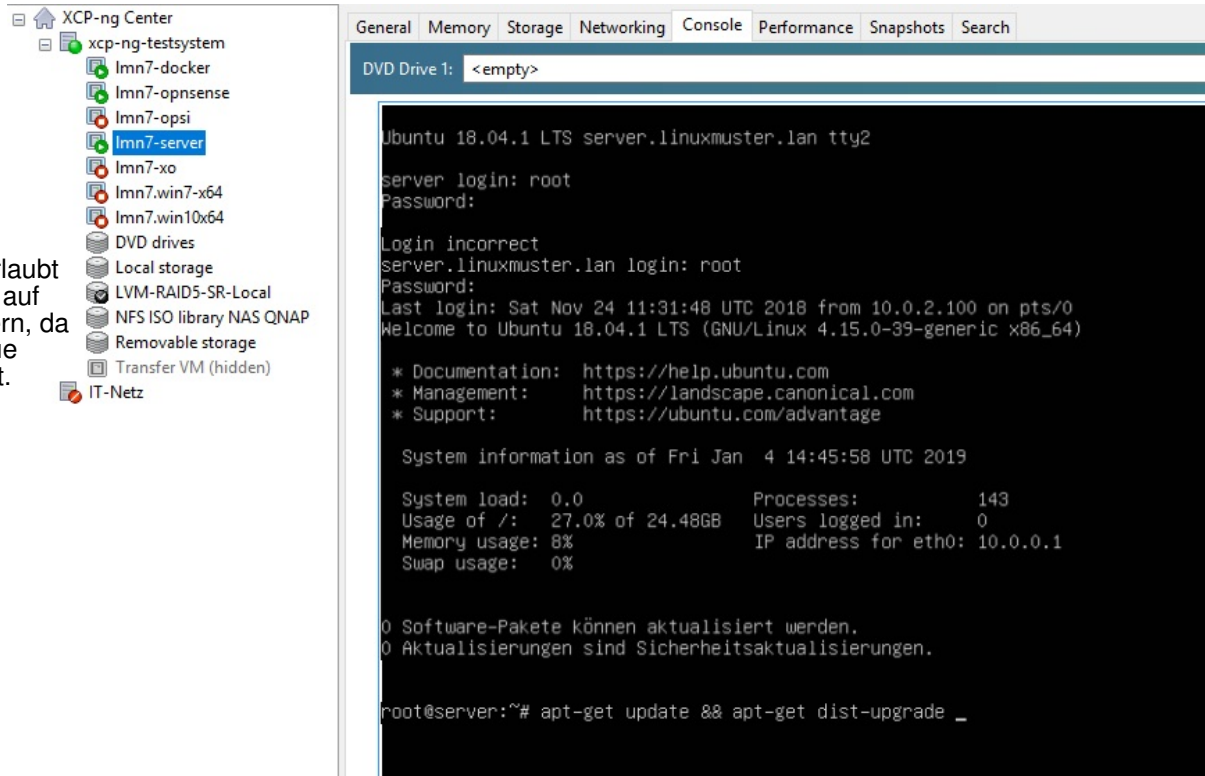 XCP-ng Center
xcp-ng-testsystem
lmn7-docker
lmn7-opnsense
lmn7-opsi
lmn7-server
lmn7-xo
lmn7.win7-x64
lmn7.win10x64
DVD drives
Local storage
LVM-RAID5-SR-Local
NFS ISO library NAS QNAP
Removable storage
Transfer VM (hidden)
IT-Netz
rlaubt
auf
rn, da
ue
t.
General Memory Storage Networking Console Performance Snapshots Search
DVD Drive 1: <empty>
Ubuntu 18.04.1 LTS server.linuxmuster.lan tty2
server login: root
Password:
Login incorrect
server.linuxmuster.lan login: root
Password:
Last login: Sat Nov 24 11:31:48 UTC 2018 from 10.0.2.100 on pts/0
Welcome to Ubuntu 18.04.1 LTS (GNU/Linux 4.15.0-39-generic x86_64)
* Documentation: https://help.ubuntu.com
* Management: https://landscape.canonical.com
* Support: https://ubuntu.com/advantage
System information as of Fri Jan 4 14:45:58 UTC 2019
System load: 0.0 Processes: 143
Usage of /: 27.0% of 24.48GB Users logged in: 0
Memory usage: 8% IP address for eth0: 10.0.0.1
Swap usage: 0%
0 Software-Pakete können aktualisiert werden.
0 Aktualisierungen sind Sicherheitsaktualisierungen.
root@server:~# apt-get update && apt-get dist-upgrade _